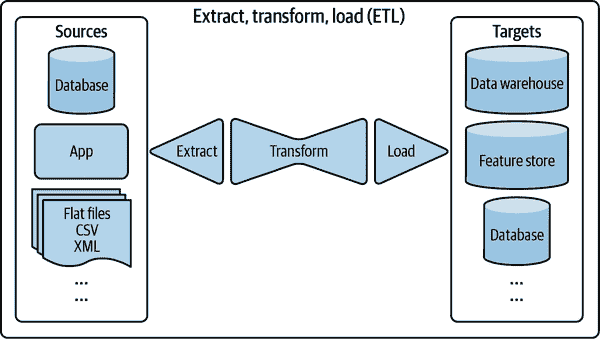 Extract, transform, load (ETL)
Sources
Database
App
Flat files
CSV
XML
...
...
Extract
Transform
Load
Targets
Data warehouse
Feature store
Database
...
...